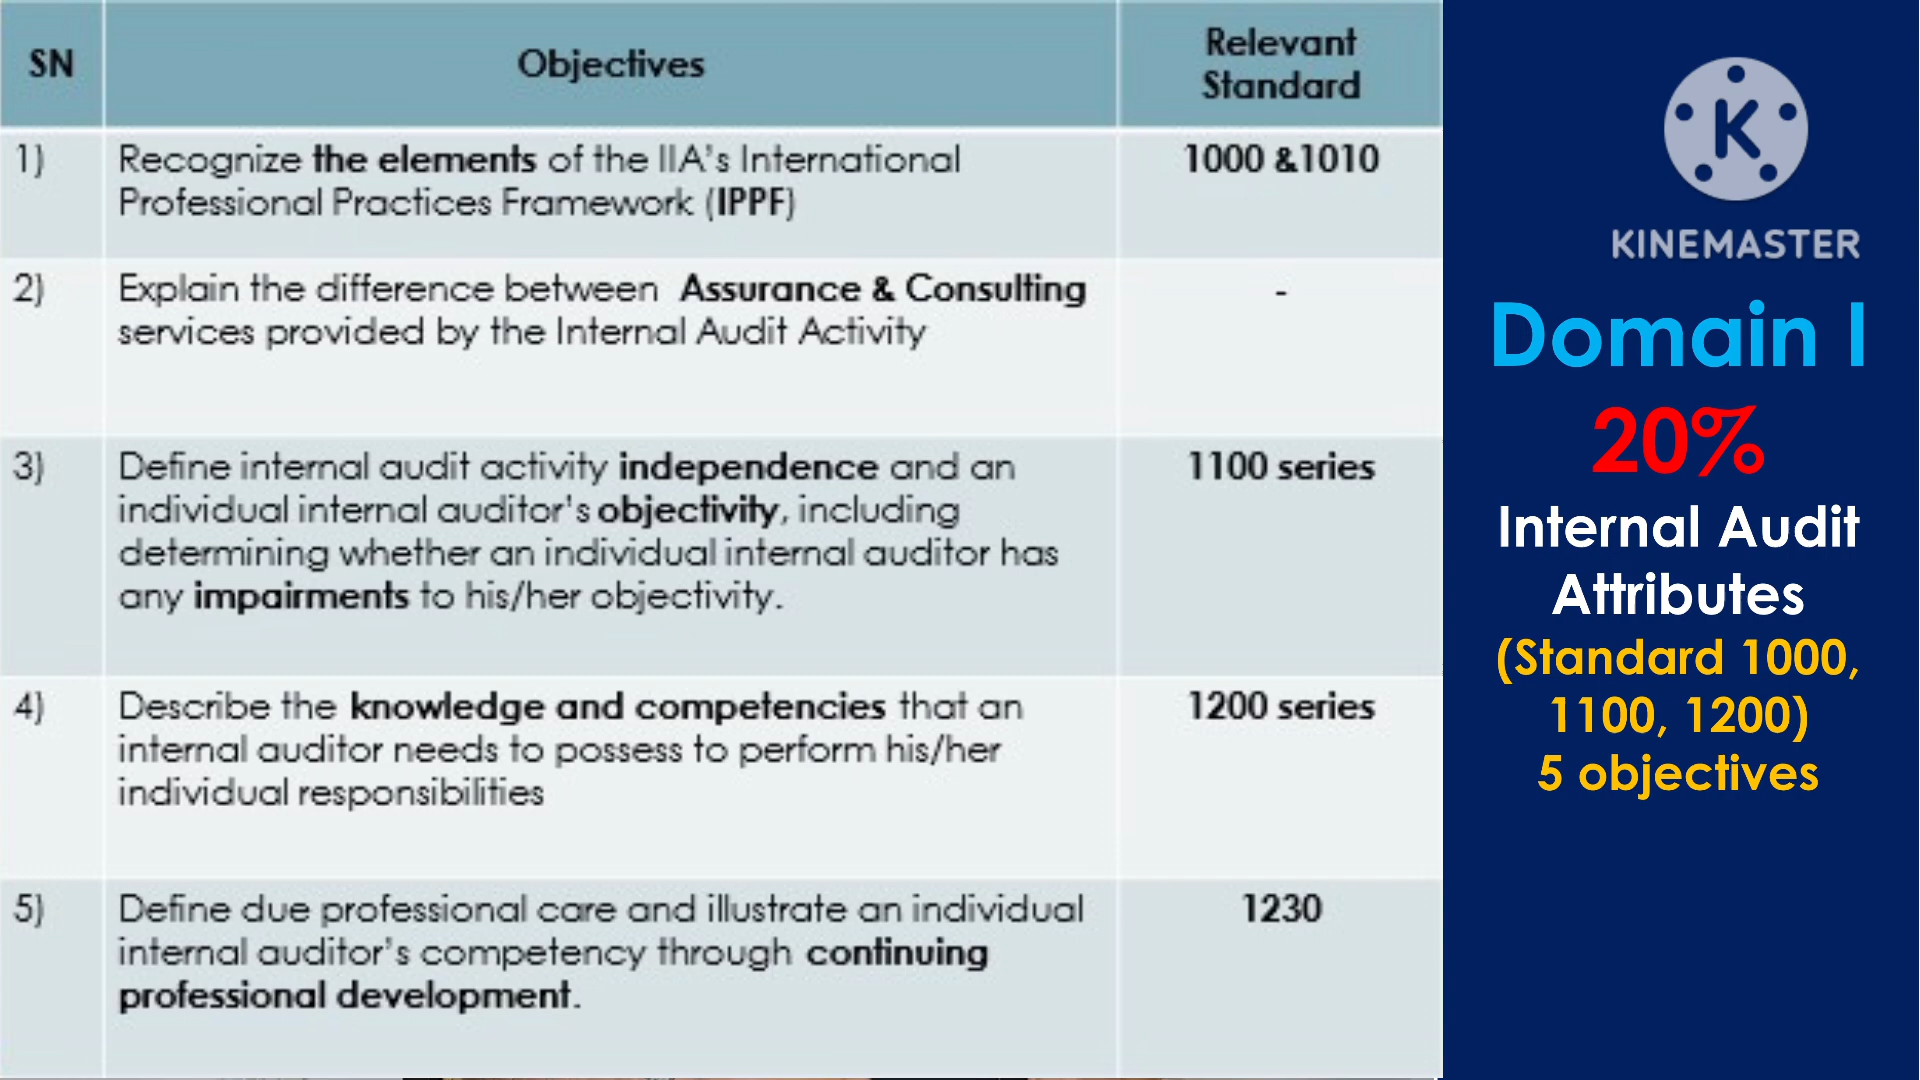 SN
Objectives
Relevant
Standard
1)
Recognize the elements of the IIA's International
Professional Practices Framework (IPPF)
1000 &1010
2)
Explain the difference between Assurance & Consulting
services provided by the Internal Audit Activity
-
3)
Define internal audit activity independence and an
individual internal auditor's objectivity, including
determining whether an individual internal auditor has
any impairments to his/her objectivity.
1100 series
4)
Describe the knowledge and competencies that an
internal auditor needs to possess to perform his/her
individual responsibilities
1200 series
5)
Define due professional care and illustrate an individual
internal auditor's competency through continuing
professional development.
1230
K
KINEMASTER
Domain I
20%
Internal Audit
Attributes
(Standard 1000,
1100, 1200)
5 objectives